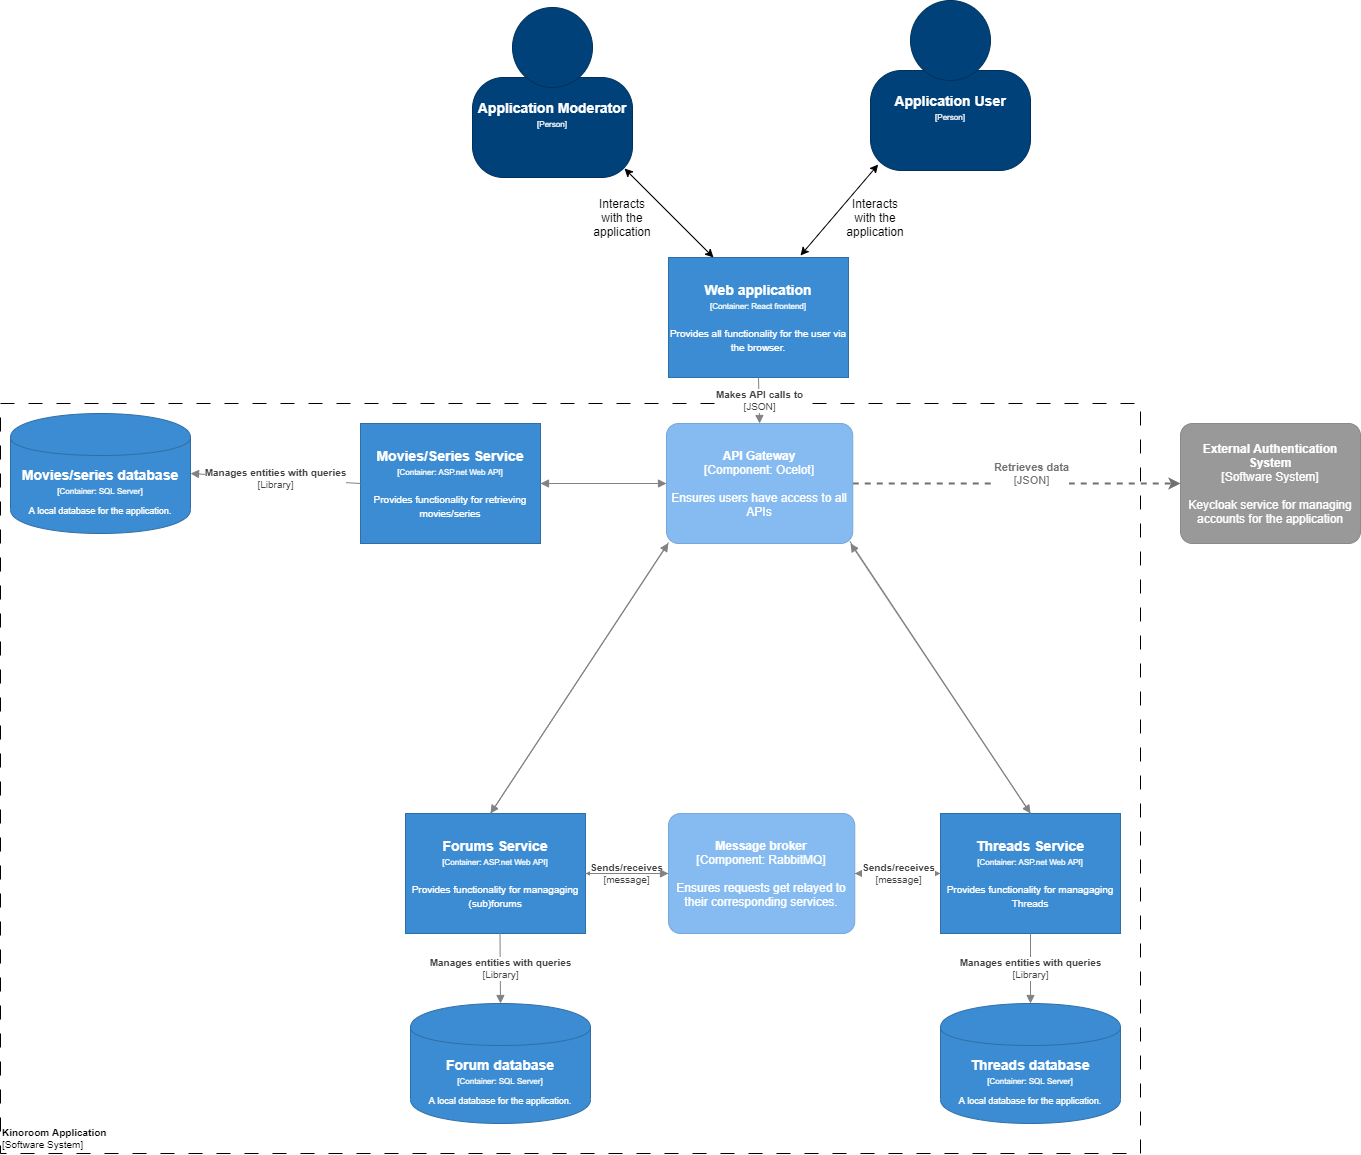 Application Moderator
[Person]
Application User
[Person]
Interacts
with the
application
Interacts
with the
application
Web application
[Container: React frontend]
Provides all functionality for the user via
the browser.
Makes API calls to
[JSON]
Movies/series database
[Container: SQL Server]
A local database for the application.
Manages entities with queries
[Library]
Movies/Series Service
[Container: ASP.net Web API]
Provides functionality for retrieving
movies/series
API Gateway
[Component: Ocelot]
Ensures users have access to all
APIs
Retrieves data
[JSON]
External Authentication
System
[Software System]
Keycloak service for managing
accounts for the application
Forums Service
[Container: ASP.net Web API]
Provides functionality for managaging
(sub)forums
Sends/receives
[message]
Message broker
[Component: RabbitMQ]
Ensures requests get relayed to
their corresponding services.
Sends/receives
[message]
Threads Service
[Container: ASP.net Web API]
Provides functionality for managaging
Threads
Manages entities with queries
[Library]
Manages entities with queries
[Library]
Forum database
[Container: SQL Server]
A local database for the application.
Threads database
[Container: SQL Server]
A local database for the application.
Kinoroom Application
[Software System]